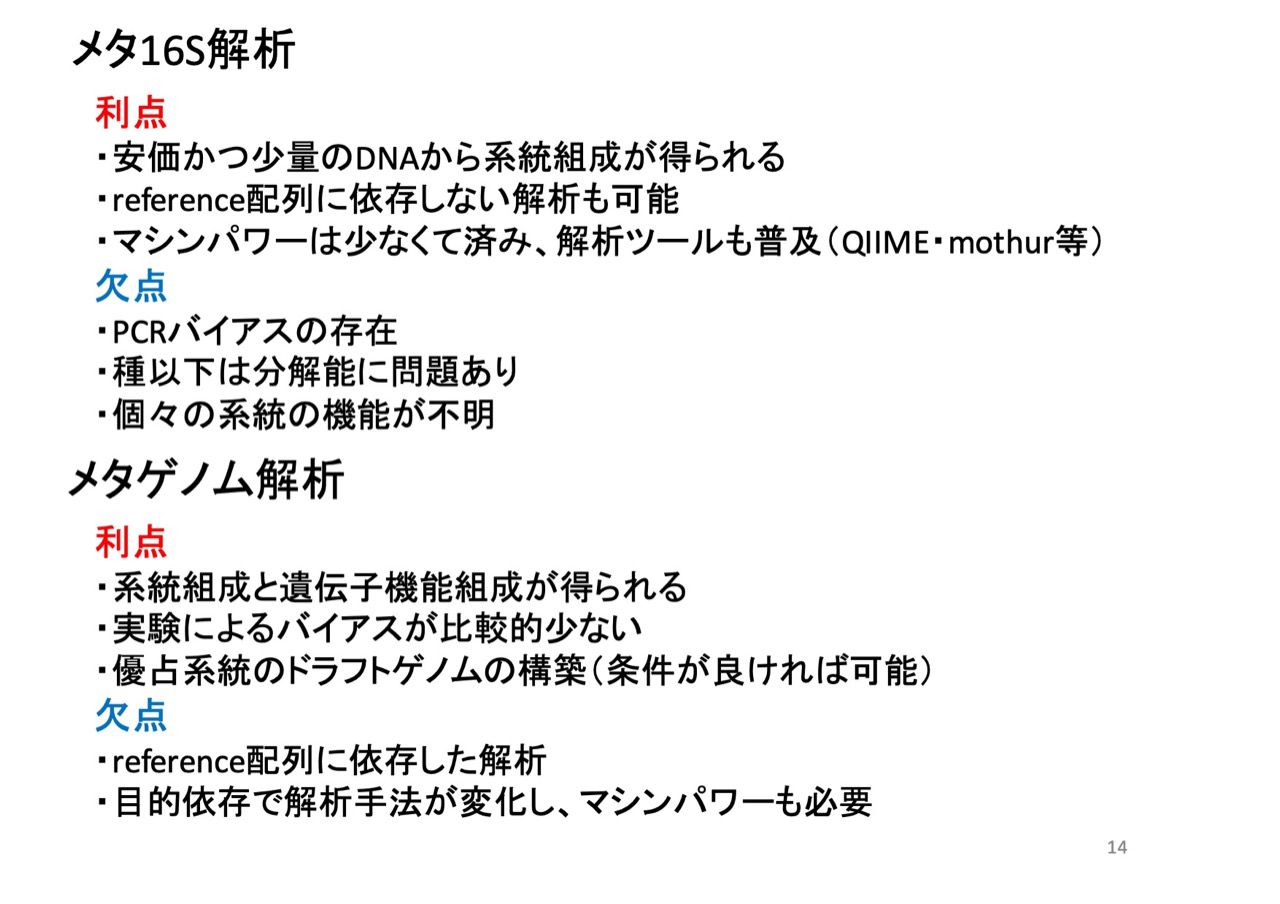 メタ16S解析
利点
・安価かつ少量のDNAから系統組成が得られる
・reference配列に依存しない解析も可能
・マシンパワーは少なくて済み、解析ツールも普及（QIIME・mothur等）
欠点
・PCRバイアスの存在
・種以下は分解能に問題あり
・個々の系統の機能が不明
メタゲノム解析
利点
・系統組成と遺伝子機能組成が得られる
・実験によるバイアスが比較的少ない
・優占系統のドラフトゲノムの構築（条件が良ければ可能）
欠点
・reference配列に依存した解析
・目的依存で解析手法が変化し、マシンパワーも必要
14